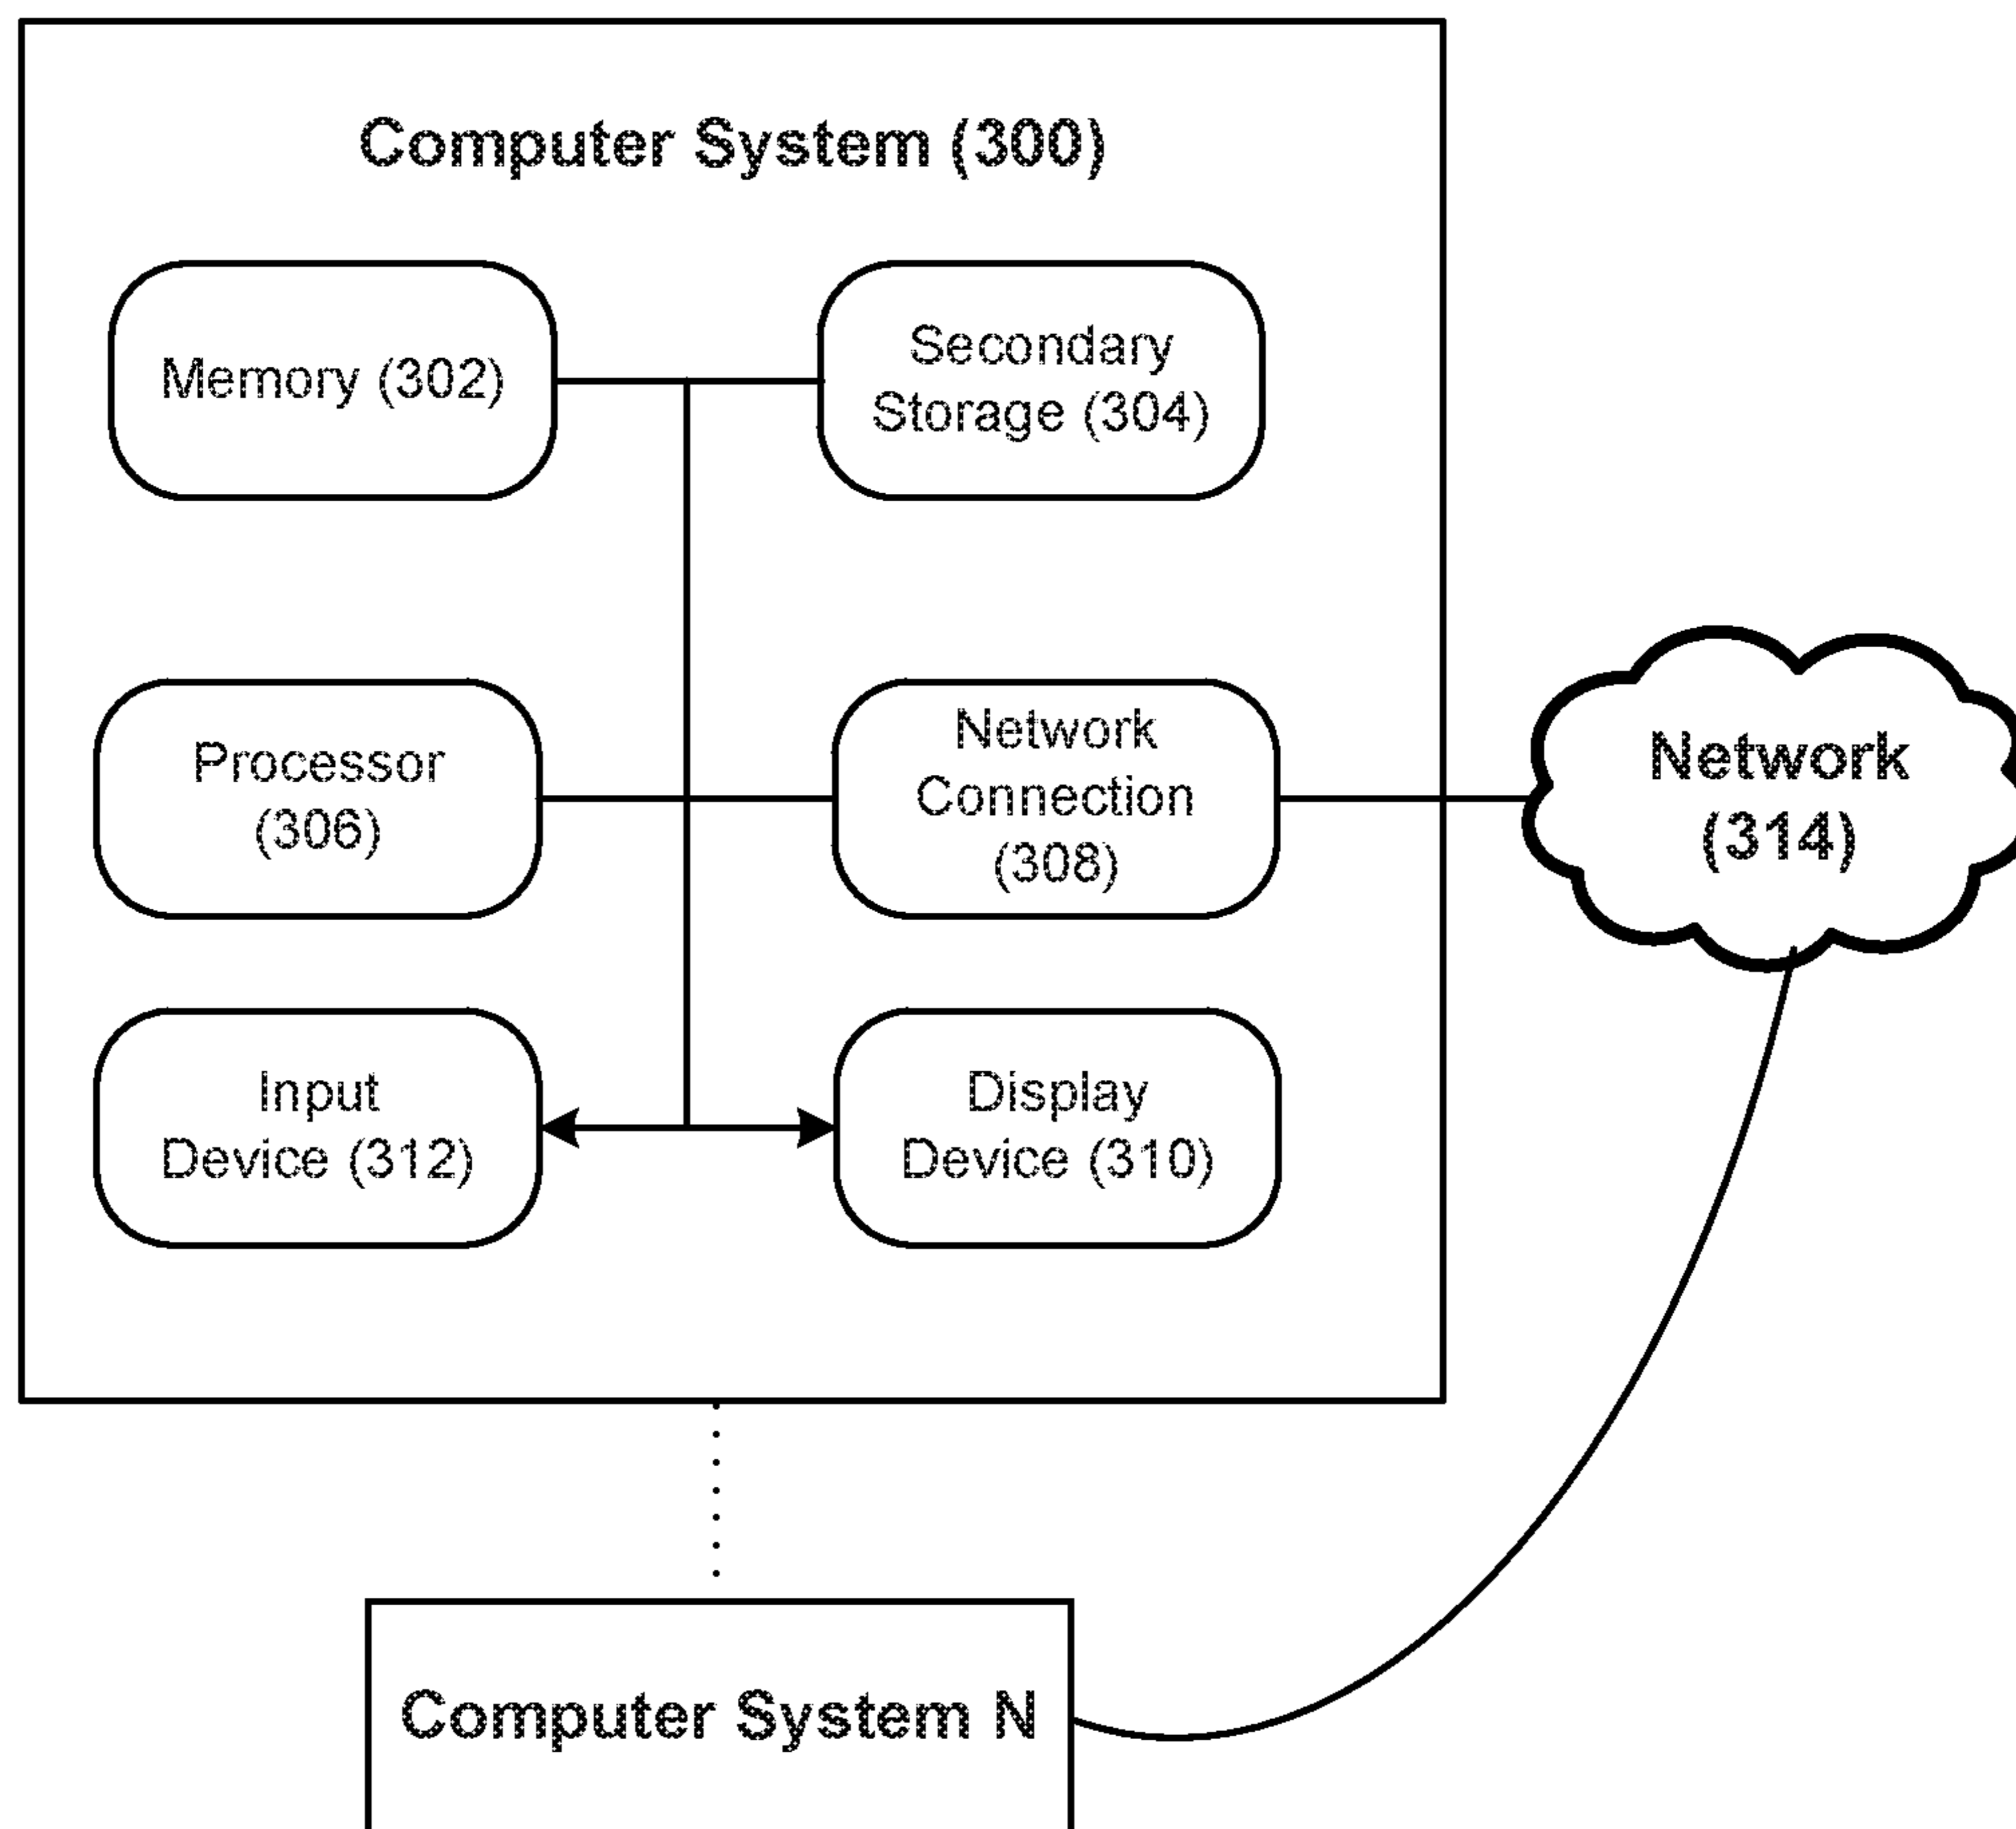 Computer System (300)
Memory (302)
Secondary
Storage (304)
Processor
(306)
Network
Connection
(308)
Network
(314)
Input
Device (312)
Display
Device (310)
Computer System N